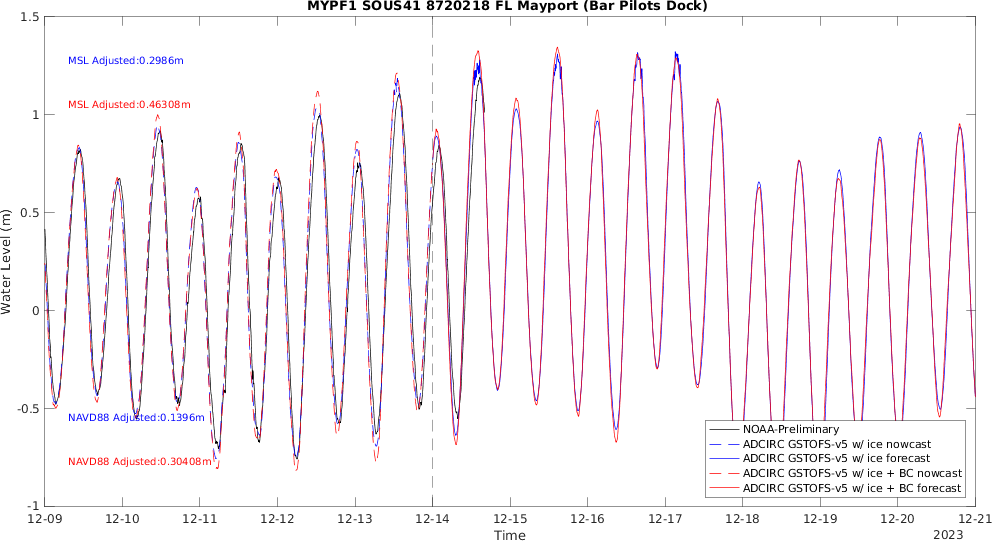 MYPF1 SOUS41 8720218 FL Mayport (Bar Pilots Dock)
1.5
1
0.5
0
-0.5
-1
Water Level (m)
MSL Adjusted:0.2986m
MSL Adjusted:0.46308m
NAVD88 Adjusted:0.1396m
NAVD88 Adjusted:0.30408m
NOAA-Preliminary
ADCIRC GSTOFS-v5 w/ ice nowcast
ADCIRC GSTOFS-v5 w/ ice forecast
ADCIRC GSTOFS-v5 w/ ice + BC nowcast
ADCIRC GSTOFS-v5 w/ ice + BC forecast
12-09 12-10 12-11 12-12 12-13 12-14 12-15 12-16 12-17 12-18 12-19 12-20 12-21
Time
2023